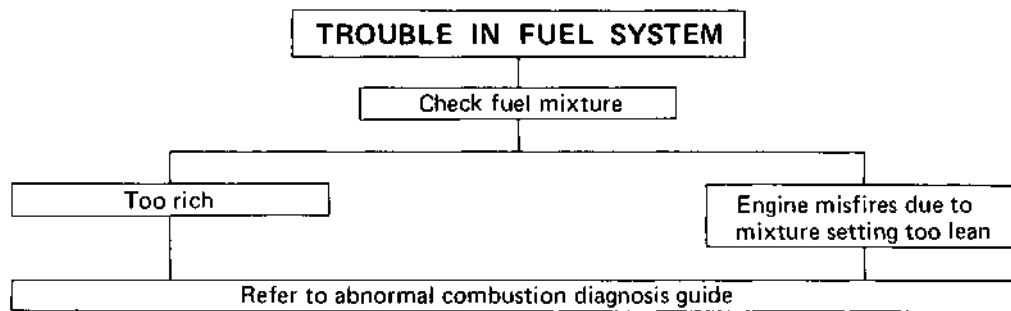 TROUBLE IN FUEL SYSTEM
Check fuel mixture
Too rich
Engine misfires due to
mixture setting too lean
Refer to abnormal combustion diagnosis guide